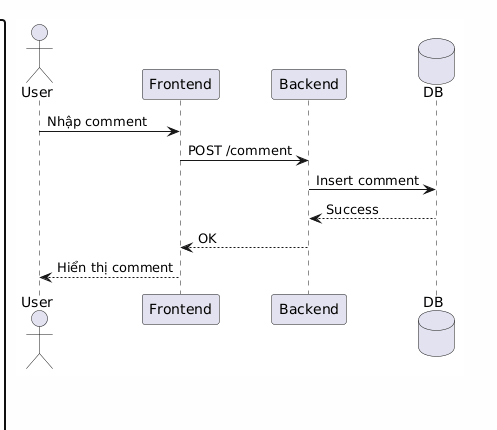 User
Frontend
Backend
DB
Nhập comment
POST /comment
Insert comment
Success
OK
Hiển thị comment
User
Frontend
Backend
DB